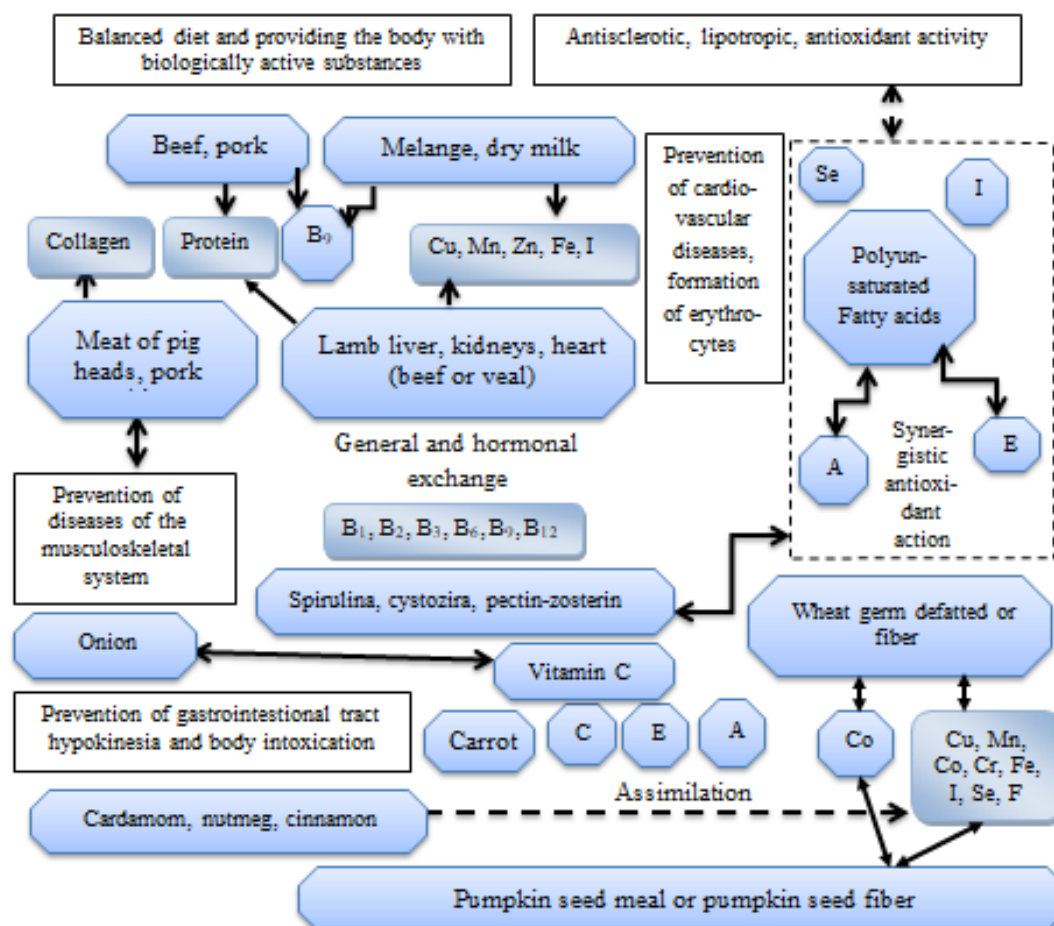 Balanced diet and providing the body with
biologically active substances
Antisclerotic, lipotropic, antioxidant activity
Beef, pork
Melange, dry milk
Prevention
of cardio-
vascular
diseases,
formation
of erythro-
cytes
Se
I
Collagen
Protein
B₉
Cu, Mn, Zn, Fe, I
Polyun-
saturated
Fatty acids
Meat of pig
heads, pork
Lamb liver, kidneys, heart
(beef or veal)
A
E
Syner-
gistic
antioxi-
dant
action
General and hormonal
exchange
Prevention of
diseases of the
musculoskeletal
system
B₁, B₂, B₃, B₆, B₉, B₁₂
Spirulina, cystozira, pectin-zosterin
Wheat germ defatted or
fiber
Onion
Vitamin C
Prevention of gastrointestional tract
hypokinesia and body intoxication
Carrot
C
E
A
Co
Cu, Mn,
Co, Cr, Fe,
I, Se, F
Assimilation
Cardamom, nutmeg, cinnamon
Pumpkin seed meal or pumpkin seed fiber